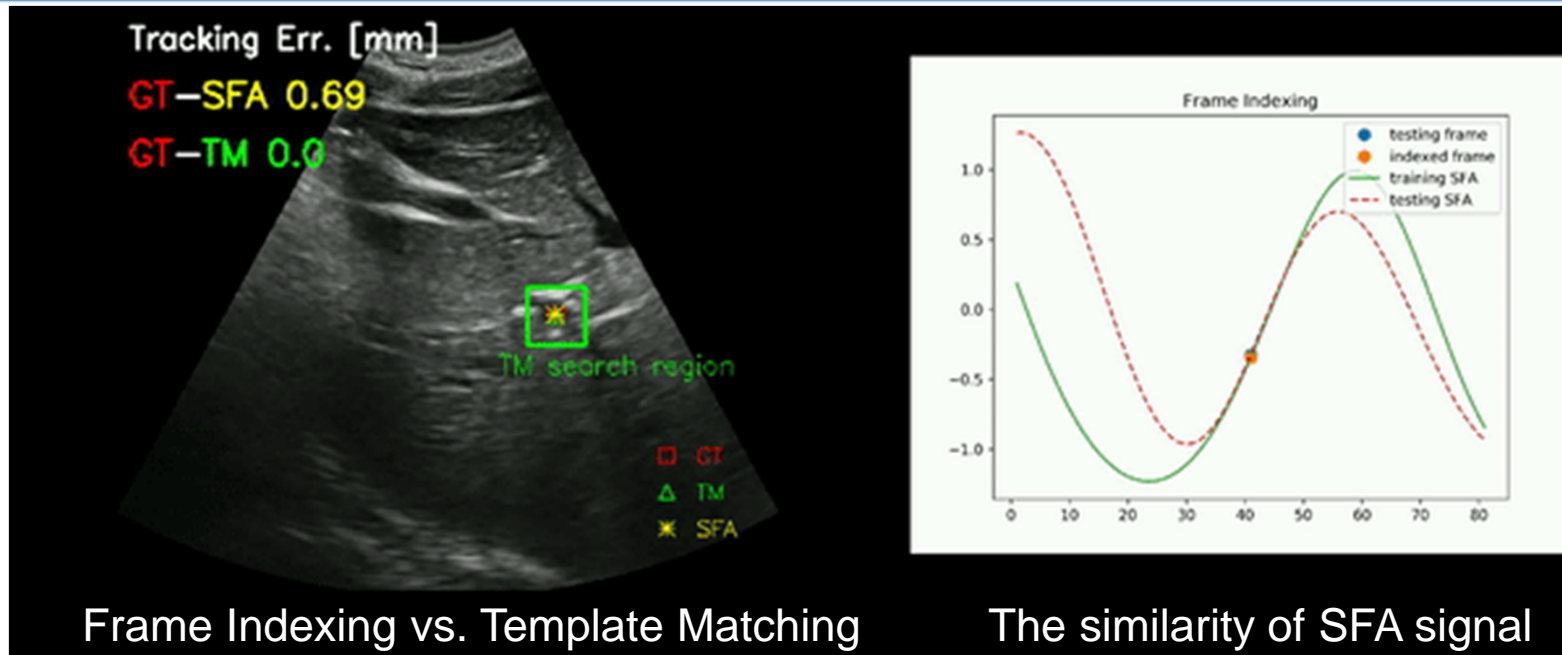 Tracking Err. [mm]
GT-SFA 0.69
GT-TM 0.0
TM search region
GT
TM
SFA
Frame Indexing
testing frame
indexed frame
training SFA
testing SFA
1.0
0.5
0.0
−0.5
−1.0
0 10 20 30 40 50 60 70 80
Frame Indexing vs. Template Matching
The similarity of SFA signal